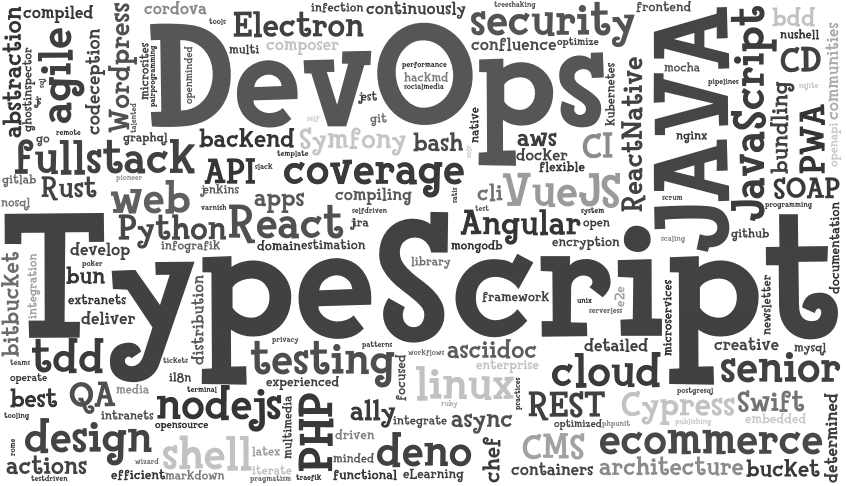 compiled
cordova
tools
infection
continuously
treeshaking
frontend
bdd
abstraction
ghostinspector
agile
codeception
Wordpress
microsites
pairprogramming
Electron
multi
composer
security
confluence
optimize
JavaScript
nushell
CD
communities
DevOps
openminded
performance
hackmd
socialmedia
jest
git
native
Kubernetes
ReactNative
JAVA
mocha
pipelines
sqlite
bundling
PWA
openapi
remote
go
talented
graphql
backend
self
Symfony
bash
aws
docker
CI
flexible
nginx
fullstack
template
API
slack
coverage
gitlab
Rust
pioneer
web
jenkins
varnish
apps
compiling
satis
cli
VueJS
test
system
scrum
SOAP
programming
nosql
Python
React
selfdriven
jira
Angular
open
github
scaling
documentation
infografik
domain
estimation
mongodb
encryption
develop
poker
library
bitbucket
integration
bun
TypeScript
extranets
deliver
distribution
framework
unix
serverless
e2e
microservices
newsletter
privacy
patterns
workflows
asciidoc
detailed
creative
mysql
teams
tdd
tickets
testing
enterprise
operate
il8n
experienced
focused
linux
cloud
senior
best
QA
media
terminal
practices
postgresql
tooling
intranets
nodejs
multimedia
PHP
ally
ruby
REST
Cypress
Swift
opensource
integrate
async
optimized
phpunit
publishing
embedded
determined
rome
design
driven
shell
latex
deno
chef
CMS
ecommerce
actions
wizard
iterate
minded
testdriven
efficient
markdown
pragmatism
traefik
functional
eLearning
containers
architecture
bucket